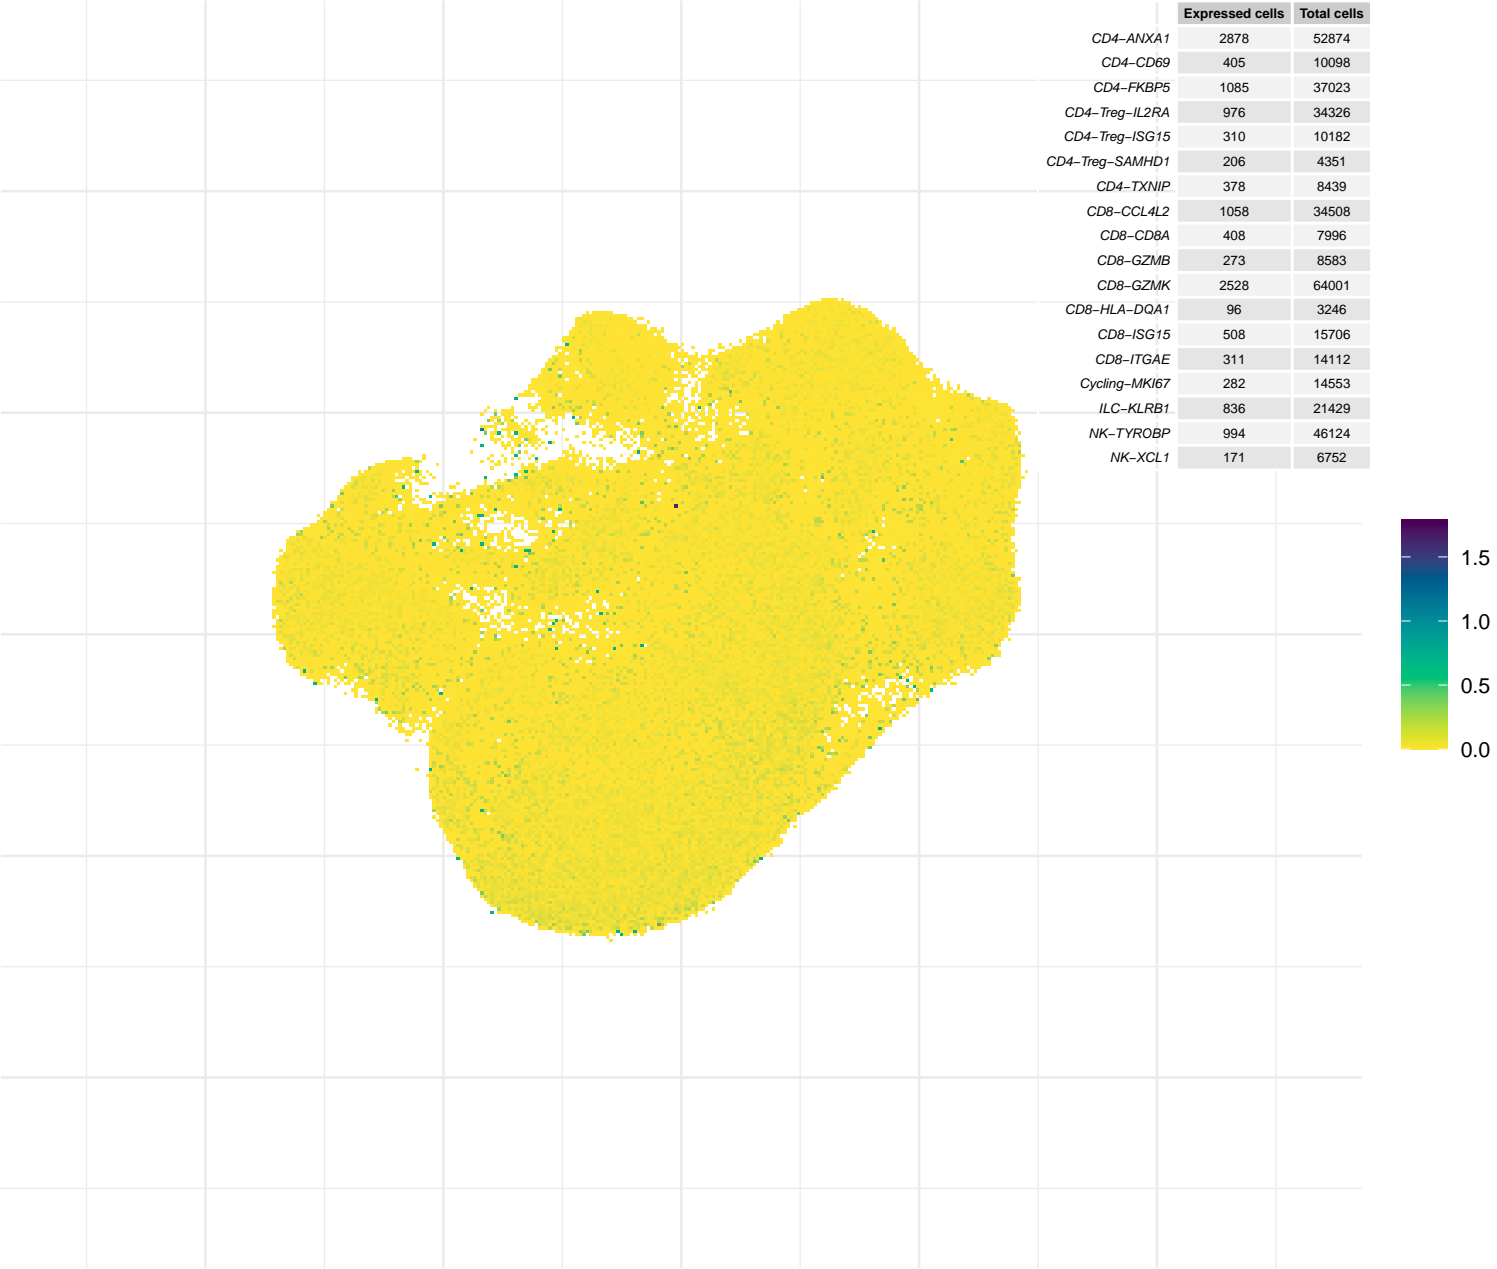 Expressed cells Total cells
CD4−ANXA1 2878 52874
CD4−CD69 405 10098
CD4−FKBP5 1085 37023
CD4−Treg−IL2RA 976 34326
CD4−Treg−ISG15 310 10182
CD4−Treg−SAMHD1 206 4351
CD4−TXNIP 378 8439
CD8−CCL4L2 1058 34508
CD8−CD8A 408 7996
CD8−GZMB 273 8583
CD8−GZMK 2528 64001
CD8−HLA−DQA1 96 3246
CD8−ISG15 508 15706
CD8−ITGAE 311 14112
Cycling−MKI67 282 14553
ILC−KLRB1 836 21429
NK−TYROBP 994 46124
NK−XCL1 171 6752
1.5
1.0
0.5
0.0